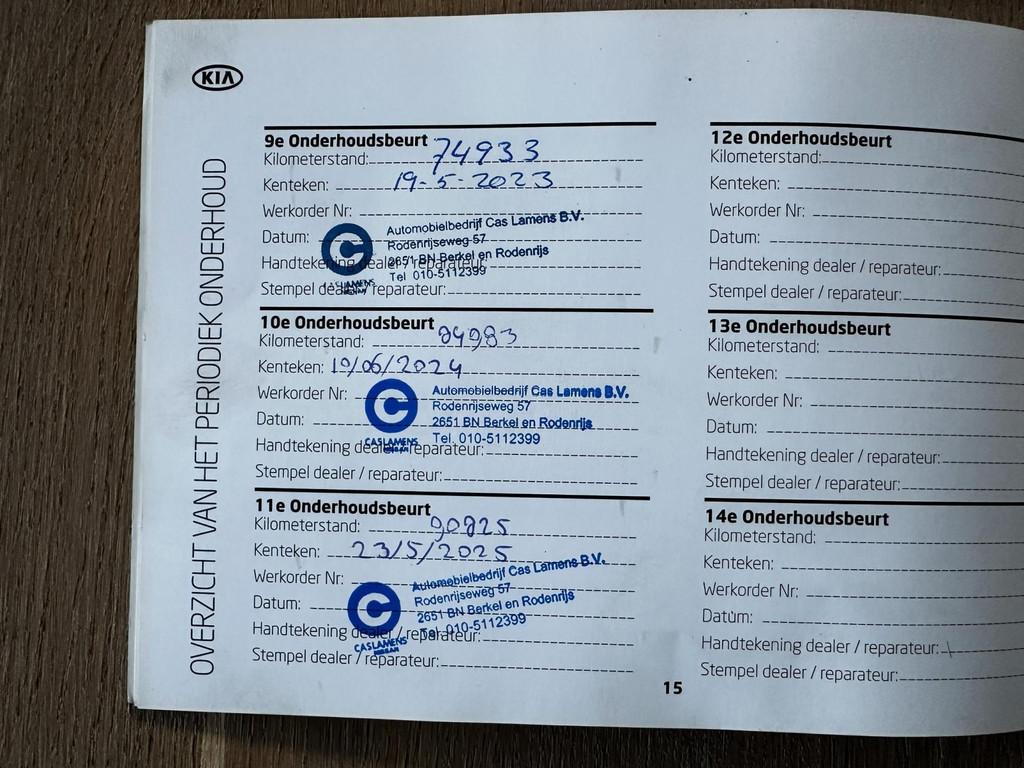 KIA
OVERZICHT VAN HET PERIODIEK ONDERHOUD
9e Onderhoudsbeurt
Kilometerstand: 74933
Kenteken: 19-5-2023
Werkorder Nr:
Datum:
Handtekening dealer / reparateur:
Stempel dealer / reparateur:
Automobielbedrijf Cas Lamens B.V.
Rodenrijseweg 57
2651 BN Berkel en Rodenrijs
Tel 010-5112399
CASLAMENS
10e Onderhoudsbeurt
Kilometerstand:
Kenteken: 19/06/2024
Werkorder Nr:
Datum:
Handtekening dealer / reparateur:
Stempel dealer / reparateur:
Automobielbedrijf Cas Lamens B.V.
Rodenrijseweg 57
2651 BN Berkel en Rodenrijs
Tel. 010-5112399
CASLAMENS
11e Onderhoudsbeurt
Kilometerstand:
Kenteken: 23/5/2025
Werkorder Nr:
Datum:
Handtekening dealer / reparateur:
Stempel dealer / reparateur:
Automobielbedrijf Cas Lamens B.V.
Rodenrijseweg 57
2651 BN Berkel en Rodenrijs
Tel. 010-5112399
CASLAMENS
12e Onderhoudsbeurt
Kilometerstand:
Kenteken:
Werkorder Nr:
Datum:
Handtekening dealer / reparateur:
Stempel dealer / reparateur:
13e Onderhoudsbeurt
Kilometerstand:
Kenteken:
Werkorder Nr:
Datum:
Handtekening dealer / reparateur:
Stempel dealer / reparateur:
14e Onderhoudsbeurt
Kilometerstand:
Kenteken:
Werkorder Nr:
Datum:
Handtekening dealer / reparateur:
Stempel dealer / reparateur:
15